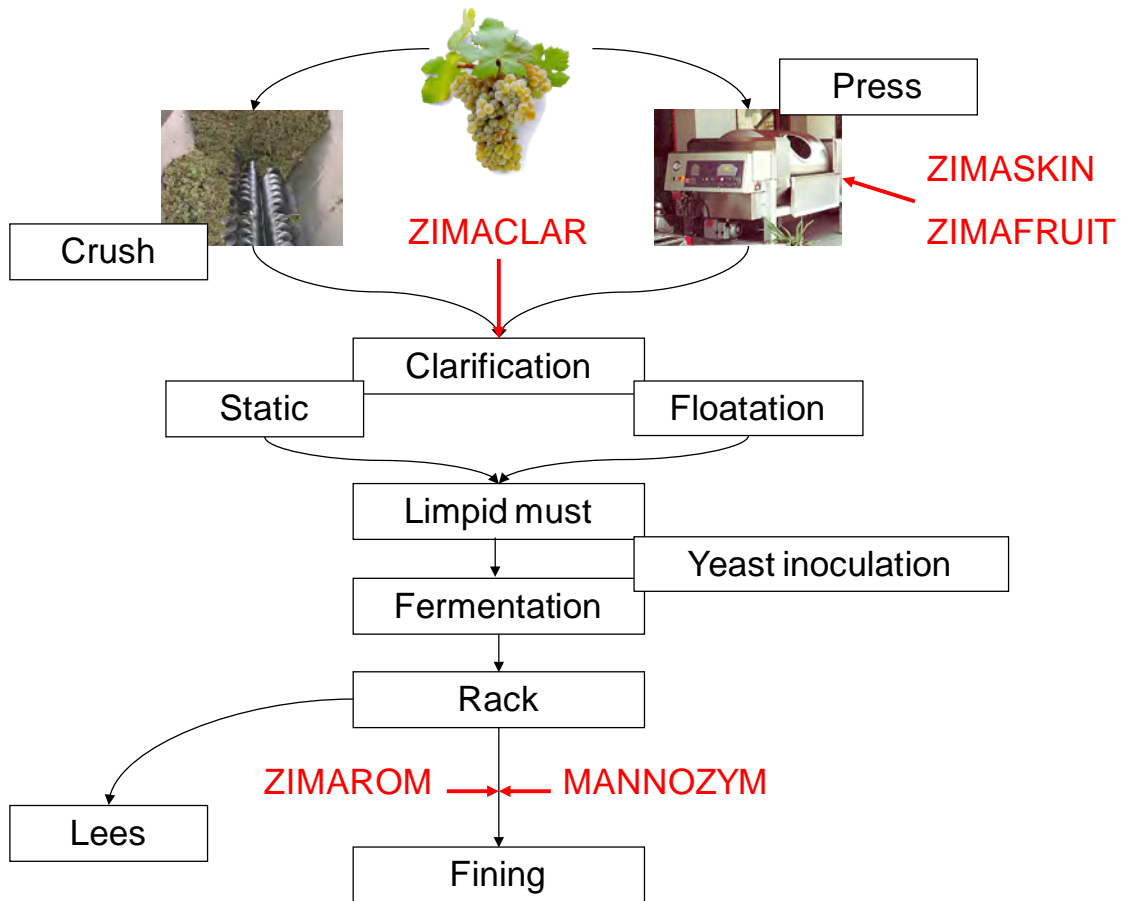 Press
ZIMASKIN
ZIMAFRUIT
Crush
ZIMACLAR
Clarification
Static
Floatation
Limpid must
Yeast inoculation
Fermentation
Rack
ZIMAROM
MANNOZYM
Lees
Fining